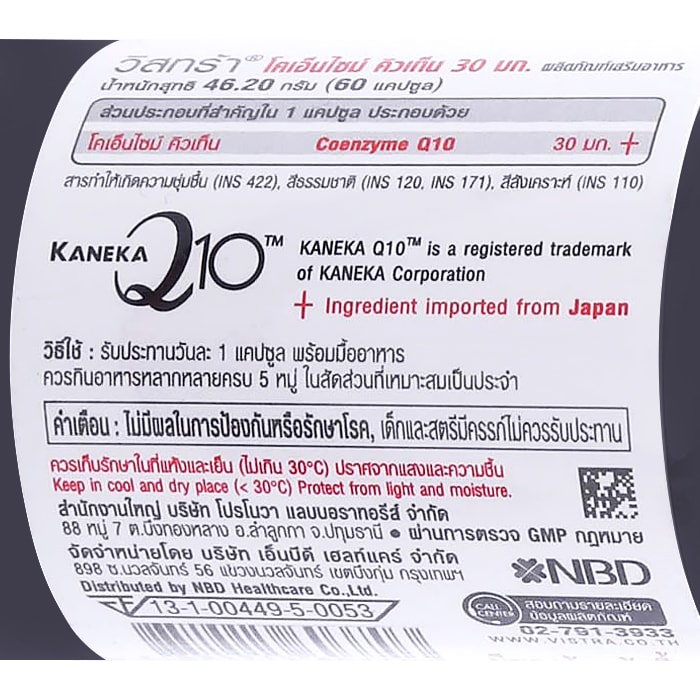 วิสทร้า® โคเอ็นไซม์ คิวเท็น 30 มก. ผลิตภัณฑ์เสริมอาหาร
น้ำหนักสุทธิ 46.20 กรัม (60 แคปซูล)
ส่วนประกอบที่สำคัญใน 1 แคปซูล ประกอบด้วย
โคเอ็นไซม์ คิวเท็น Coenzyme Q10 30 มก. +
สารทำให้เกิดความชุ่มชื้น (INS 422), สีธรรมชาติ (INS 120, INS 171), สีสังเคราะห์ (INS 110)
KANEKA Q10™
KANEKA Q10™ is a registered trademark
of KANEKA Corporation
+ Ingredient imported from Japan
วิธีใช้ : รับประทานวันละ 1 แคปซูล พร้อมมื้ออาหาร
ควรกินอาหารหลากหลายครบ 5 หมู่ ในสัดส่วนที่เหมาะสมเป็นประจำ
คำเตือน : ไม่มีผลในการป้องกันหรือรักษาโรค, เด็กและสตรีมีครรภ์ไม่ควรรับประทาน
ควรเก็บรักษาในที่แห้งและเย็น (ไม่เกิน 30°C) ปราศจากแสงและความชื้น
Keep in cool and dry place (< 30°C) Protect from light and moisture.
สำนักงานใหญ่ บริษัท โปรโนวา แลบบอราทอรีส์ จำกัด
88 หมู่ 7 ต.บึงทองหลาง อ.ลำลูกกา จ.ปทุมธานี • ผ่านการตรวจ GMP กฎหมาย
จัดจำหน่ายโดย บริษัท เอ็นบีดี เฮลท์แคร์ จำกัด
898 ซ.นวลจันทร์ 56 แขวงนวลจันทร์ เขตบึงกุ่ม กรุงเทพฯ
Distributed by NBD Healthcare Co.,Ltd.
NBD
13-1-00449-5-0053
CALL CENTER
สอบถามรายละเอียด
ข้อมูลผลิตภัณฑ์
02-791-3933
WWW.VISTRA.CO.TH